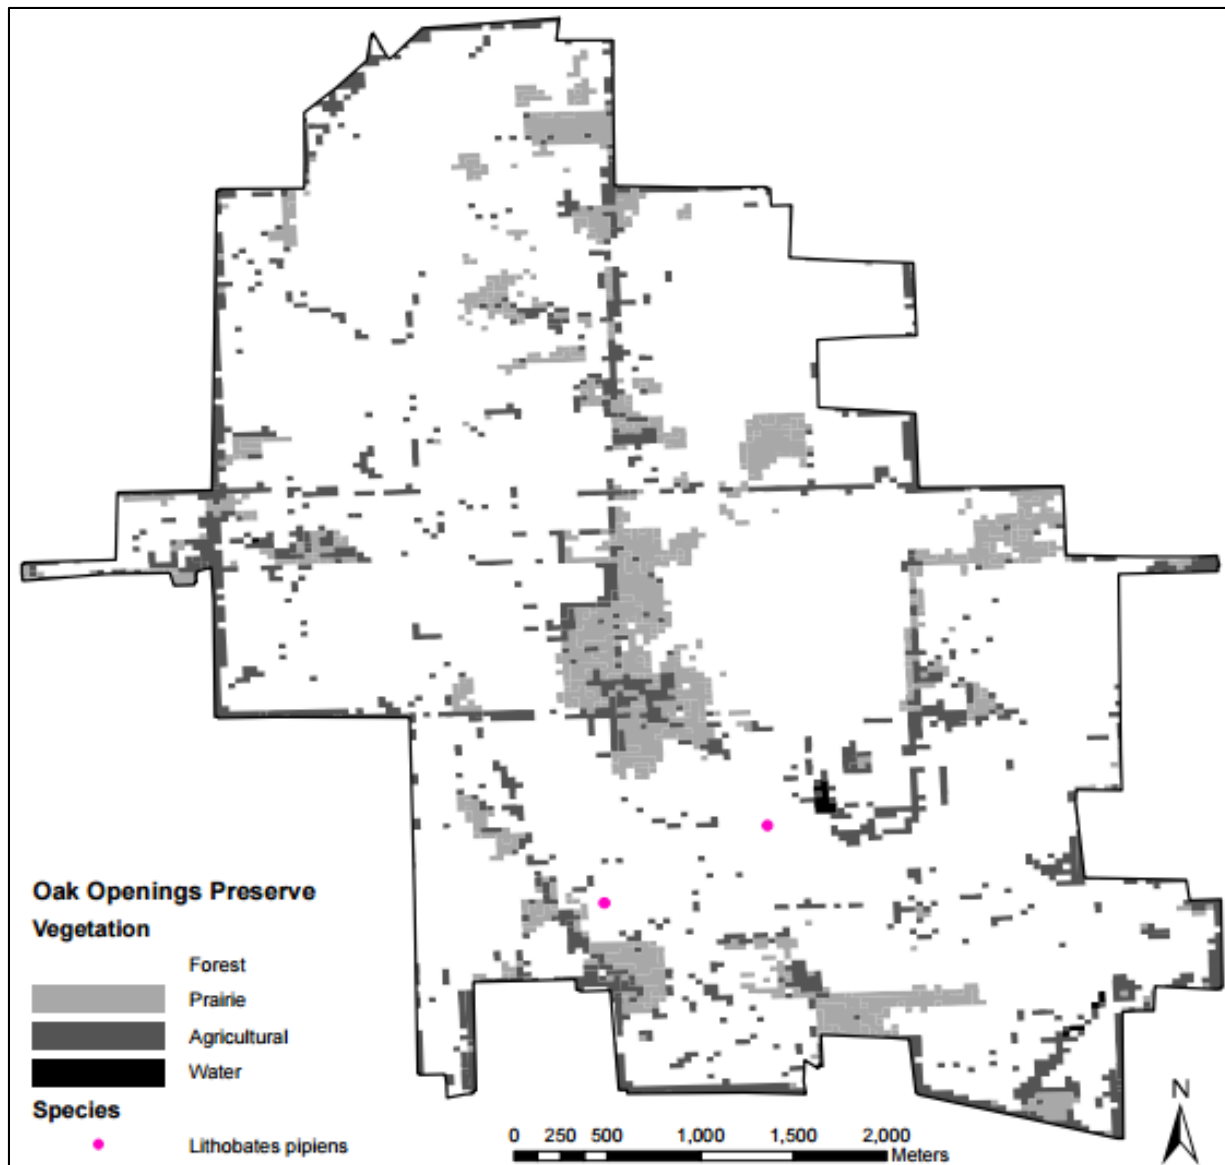 Oak Openings Preserve
Vegetation
Forest
Prairie
Agricultural
Water
Species
Lithobates pipiens
0 250 500 1,000 1,500 2,000
Meters
N